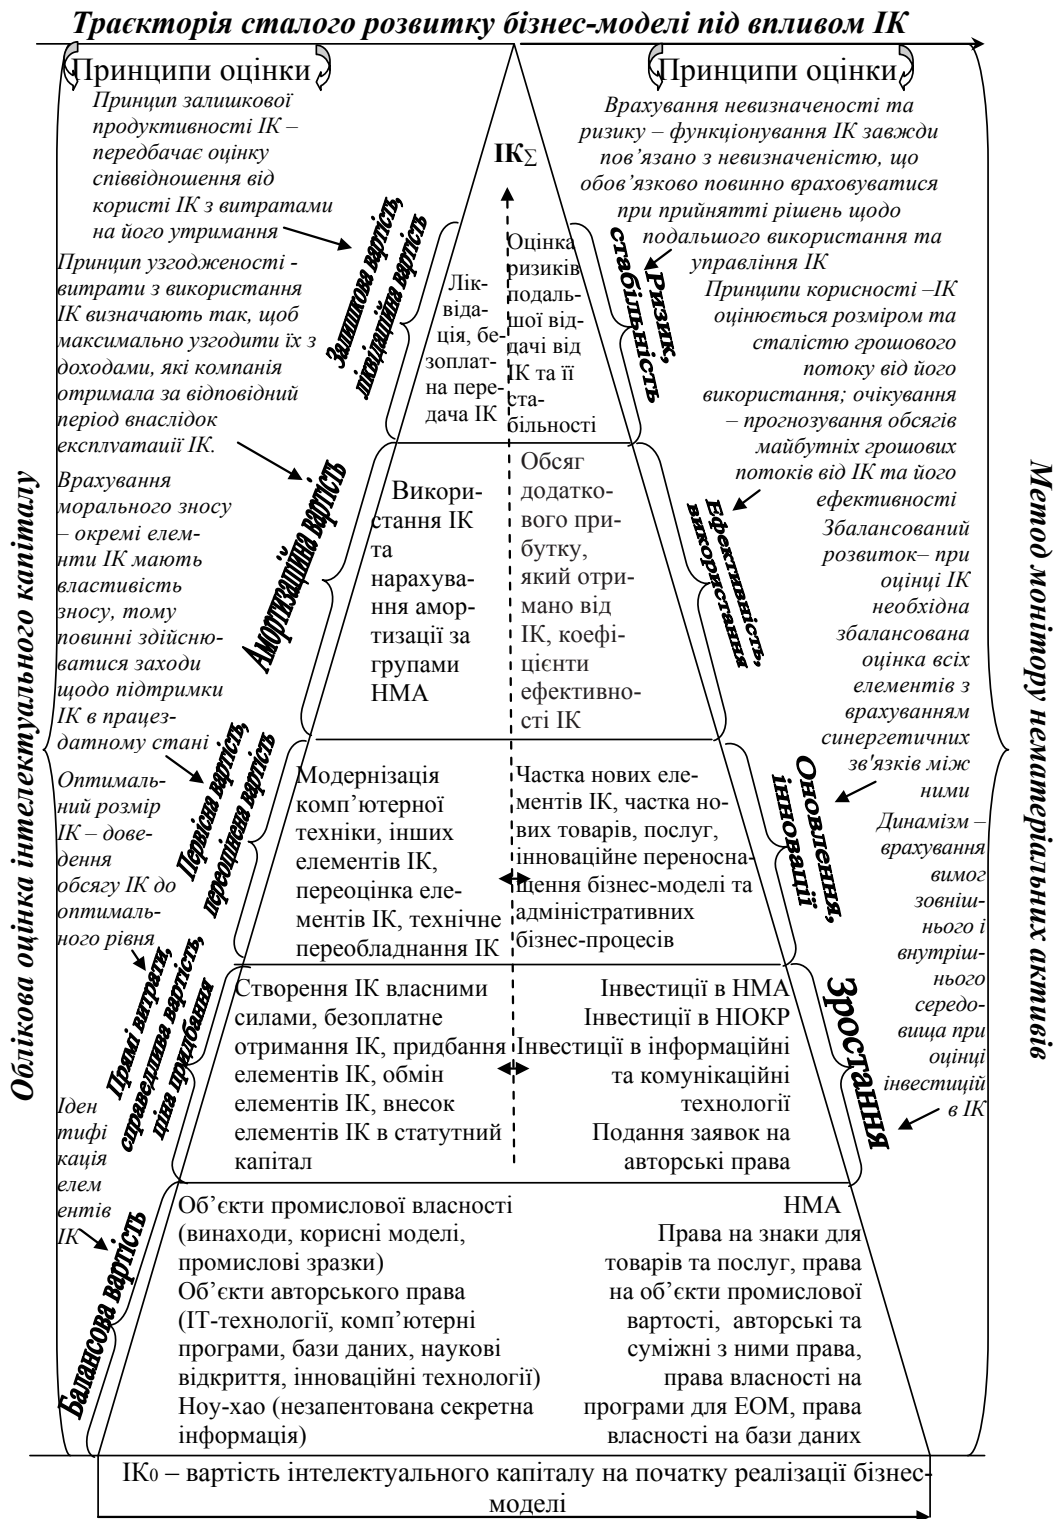 Траєкторія сталого розвитку бізнес-моделі під впливом ІК
Принципи оцінки
Принцип залишкової
продуктивності ІК –
передбачає оцінку
співвідношення від
користі ІК з витратами
на його утримання
Принцип узгодженості -
витрати з використання
ІК визначають так, щоб
максимально узгодити їх з
доходами, які компанія
отримала за відповідний
період внаслідок
експлуатації ІК.
Врахування
морального зносу
– окремі елем-
нти ІК мають
властивість
зносу, тому
повинні здійсню-
ватися заходи
щодо підтримки
ІК в працез-
датному стані
Оптималь-
ний розмір
ІК – дове-
дення
обсягу ІК до
оптималь-
ного рівня
Іден
тифі
кація
елем
ентів
ІК
Облікова оцінка інтелектуального капіталу
Залишкова вартість,
ліквідаційна вартість
Амортизаційна вартість
Первісна вартість,
переоцінена вартість
Прямі витрати,
справедлива вартість,
ціна придбання
Балансова вартість
ІК∑
Лік-
віда-
ція, бе-
зоплат-
на пере-
дача ІК
Оцінка
ризиків
подаль-
шої від-
дачі від
ІК та її
ста-
більності
Викори-
стання ІК
та
нарахува-
ння амор-
тизації за
групами
НМА
Обсяг
додатко-
вого при-
бутку,
який отри-
мано від
ІК, коефі-
цієнти
ефективно-
сті ІК
Модернізація
комп’ютерної
техніки, інших
елементів ІК,
переоцінка еле-
ментів ІК, технічне
переобладнання ІК
Частка нових еле-
ментів ІК, частка но-
вих товарів, послуг,
інноваційне переосна-
щення бізнес-моделі та
адміністративних
бізнес-процесів
Створення ІК власними
силами, безоплатне
отримання ІК, придбання
елементів ІК, обмін
елементів ІК, внесок
елементів ІК в статутний
капітал
Інвестиції в НМА
Інвестиції в НІОКР
Інвестиції в інформаційні
та комунікаційні
технології
Подання заявок на
авторські права
Об’єкти промислової власності
(винаходи, корисні моделі,
промислові зразки)
Об’єкти авторського права
(ІТ-технології, комп’ютерні
програми, бази даних, наукові
відкриття, інноваційні технології)
Ноу-хао (незапентована секретна
інформація)
НМА
Права на знаки для
товарів та послуг, права
на об’єкти промислової
вартості, авторські та
суміжні з ними права,
права власності на
програми для ЕОМ, права
власності на бази даних
Принципи оцінки
Врахування невизначеності та
ризику – функціонування ІК завжди
пов’язано з невизначеністю, що
обов’язково повинно враховуватися
при прийнятті рішень щодо
подальшого використання та
управління ІК
Принципи корисності –ІК
оцінюється розміром та
сталістю грошового
потоку від його
використання; очікування
– прогнозування обсягів
майбутніх грошових
потоків від ІК та його
ефективності
Збалансований
розвиток– при
оцінці ІК
необхідна
збалансована
оцінка всіх
елементів з
врахуванням
синергетичних
зв'язків між
ними
Динамізм –
врахування
вимог
зовніш-
нього і
внутріш-
нього
середо-
вища при
оцінці
інвестицій
в ІК
Ризик,
стабільність
Ефективність,
використання
Оновлення,
інновації
Зростання
Метод монітору нематеріальних активів
ІК0 – вартість інтелектуального капіталу на початку реалізації бізнес-
моделі